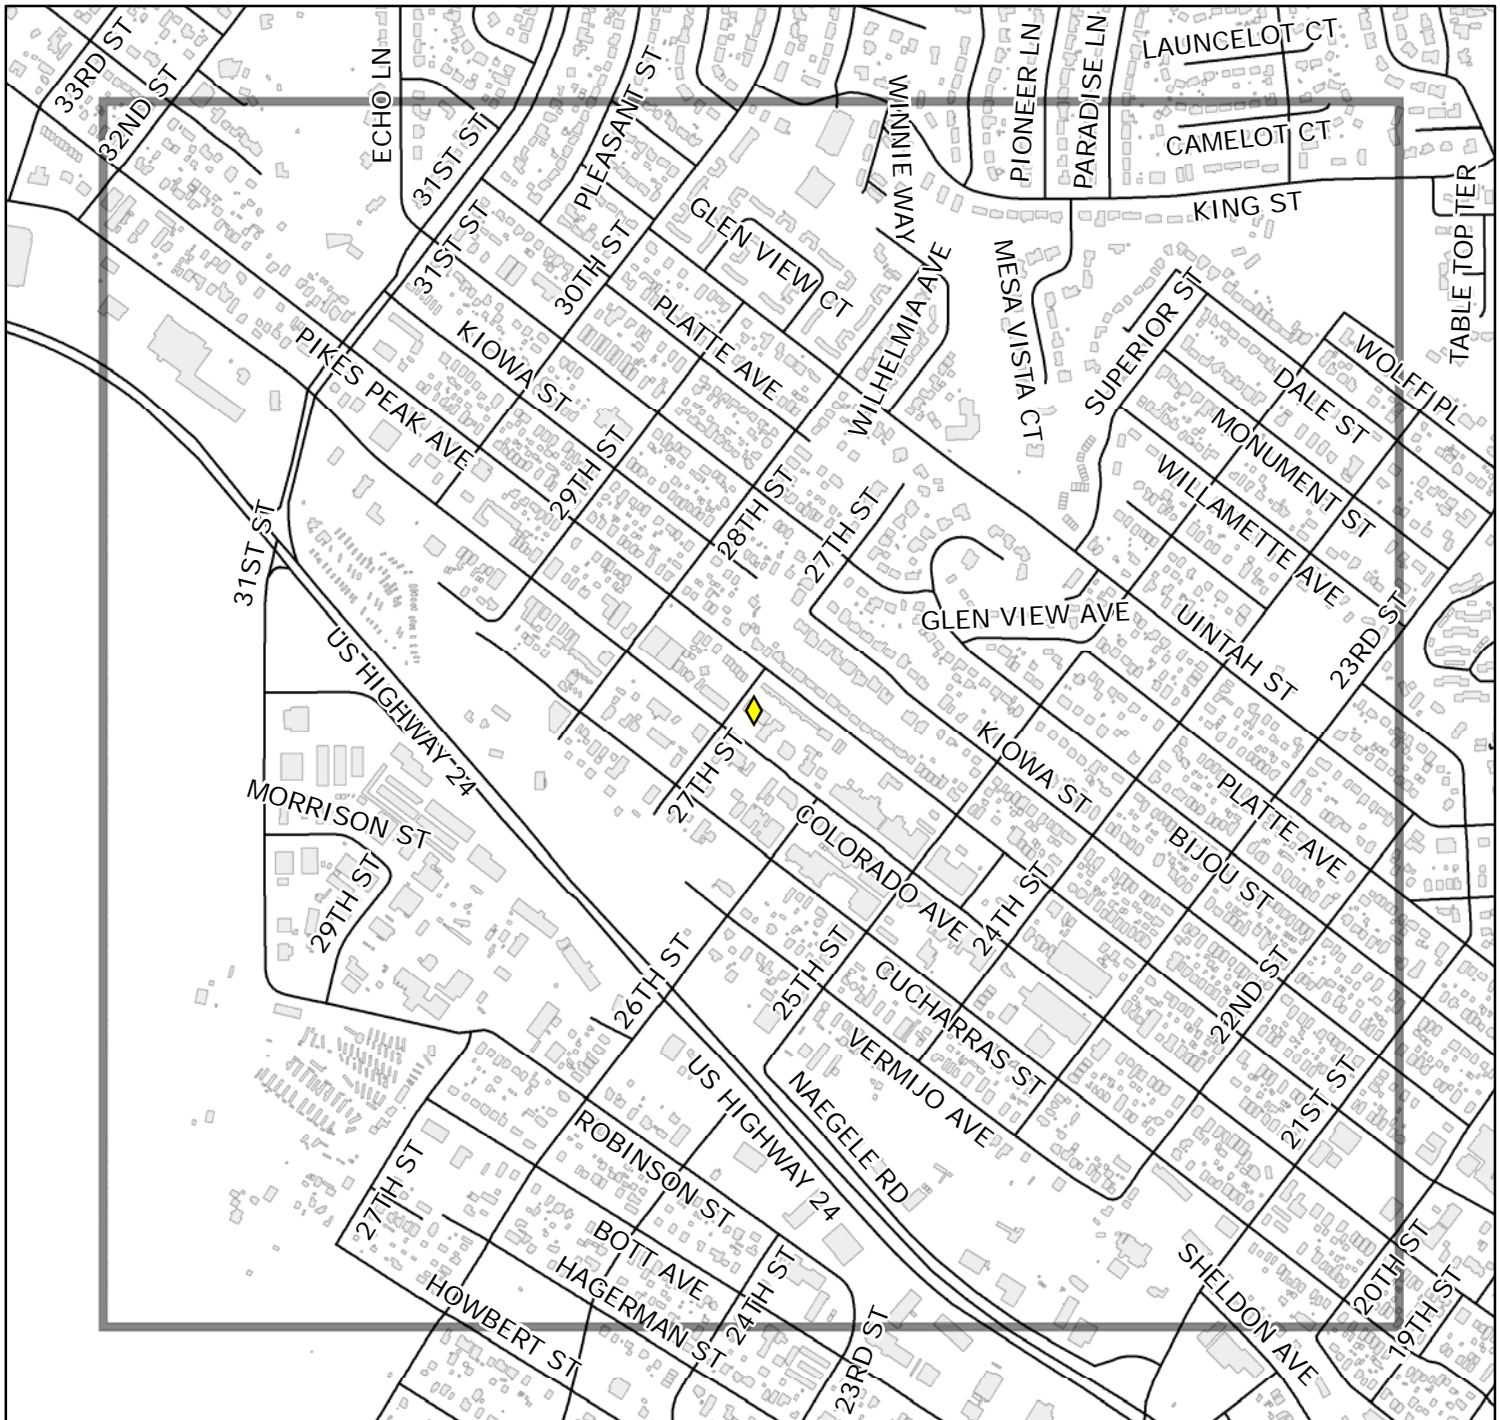 33RD ST
32ND ST
ECHO LN
31ST ST
PLEASANT ST
WINNIE WAY
PIONEER LN
PARADISE LN
LAUNCELOT CT
CAMELOT CT
KING ST
TABLE TOP TER
31ST ST
30TH ST
GLEN VIEW CT
WILHELMIA AVE
MESA VISTA CT
SUPERIOR ST
WOLFF PL
DALE ST
PIKES PEAK AVE
KIOWA ST
PLATTE AVE
MONUMENT ST
WILLAMETTE AVE
29TH ST
28TH ST
27TH ST
31ST ST
GLEN VIEW AVE
UINTAH ST
23RD ST
US HIGHWAY 24
27TH ST
KIOWA ST
PLATTE AVE
MORRISON ST
COLORADO AVE
BIJOU ST
29TH ST
24TH ST
26TH ST
25TH ST
CUCHARRAS ST
22ND ST
VERMIJO AVE
US HIGHWAY 24
NAEGELE RD
21ST ST
27TH ST
ROBINSON ST
BOTT AVE
HAGERMAN ST
HOWBERT ST
24TH ST
23RD ST
SHELDON AVE
20TH ST
19TH ST